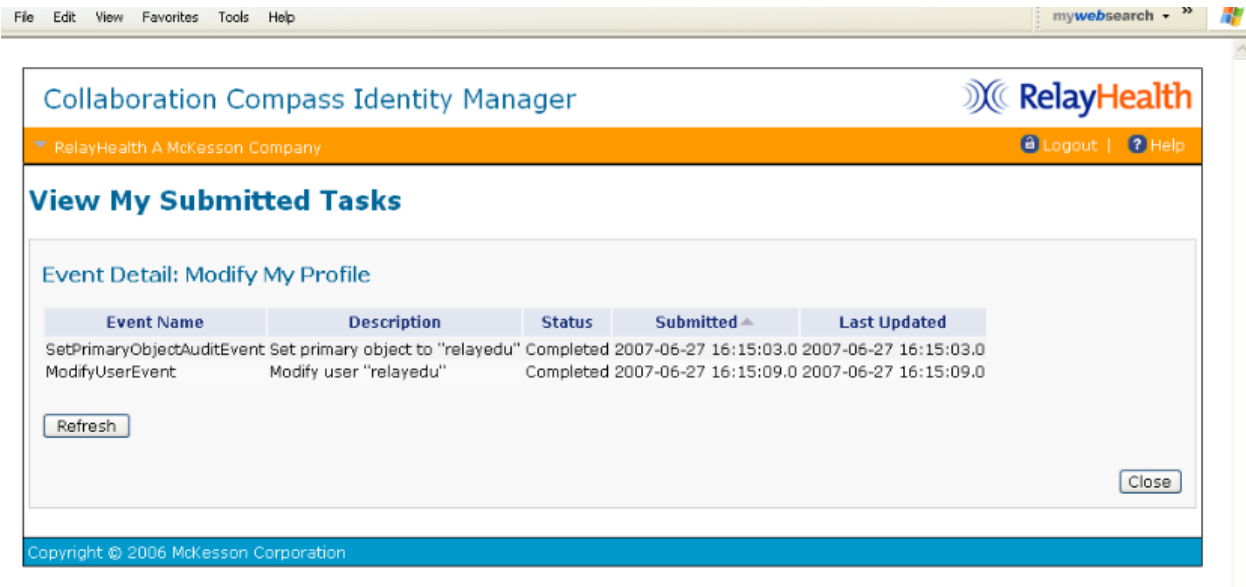 File Edit View Favorites Tools Help mywebsearch »
Collaboration Compass Identity Manager RelayHealth
RelayHealth A McKesson Company Logout | ? Help
View My Submitted Tasks
Event Detail: Modify My Profile
Event Name Description Status Submitted Last Updated
SetPrimaryObjectAuditEvent Set primary object to "relayedu" Completed 2007-06-27 16:15:03.0 2007-06-27 16:15:03.0
ModifyUserEvent Modify user "relayedu" Completed 2007-06-27 16:15:09.0 2007-06-27 16:15:09.0
Refresh
Close
Copyright © 2006 McKesson Corporation